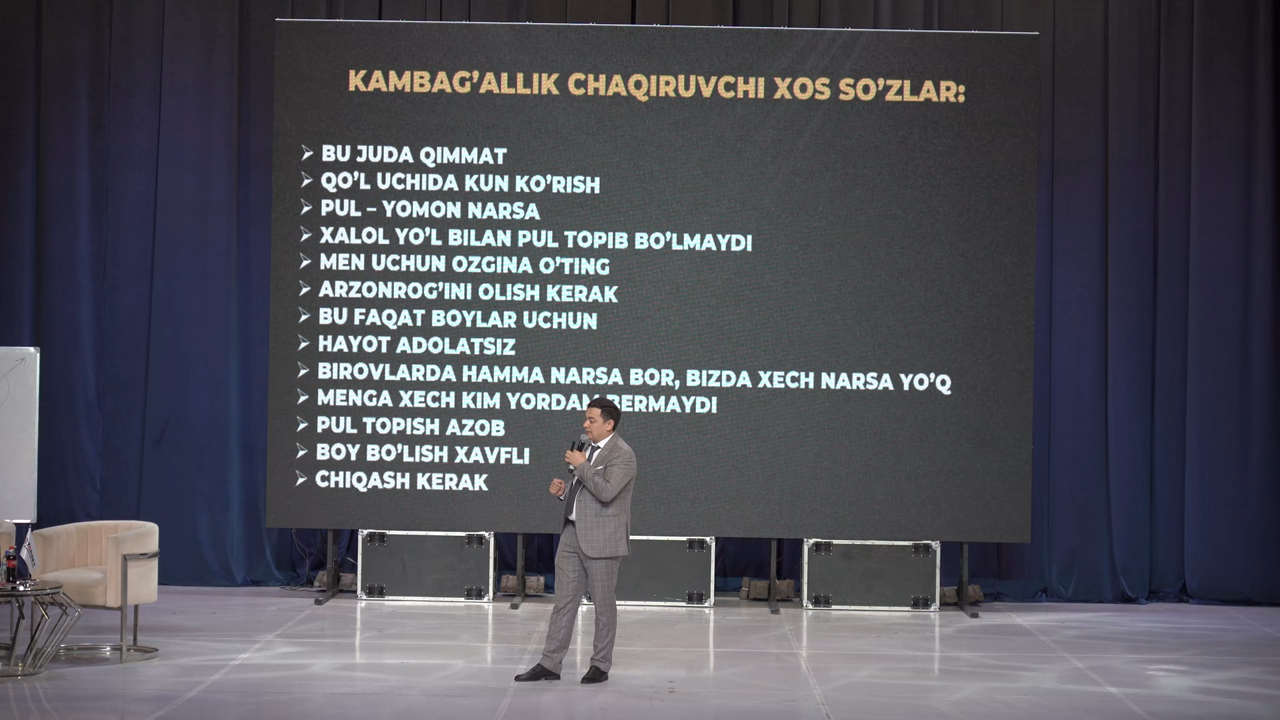 KAMBAG'ALLIK CHAQIRUVCHI XOS SO'ZLAR:
BU JUDA QIMMAT
QO'L UCHIDA KUN KO'RISH
PUL – YOMON NARSA
XALOL YO'L BILAN PUL TOPIB BO'LMAYDI
MEN UCHUN OZGINA O'TING
ARZONROG'INI OLISH KERAK
BU FAQAT BOYLAR UCHUN
HAYOT ADOLATSIZ
BIROVLARDA HAMMA NARSA BOR, BIZDA XECH NARSA YO'Q
MENGA XECH KIM YORDAM BERMAYDI
PUL TOPISH AZOB
BOY BO'LISH XAVFLI
CHIQASH KERAK